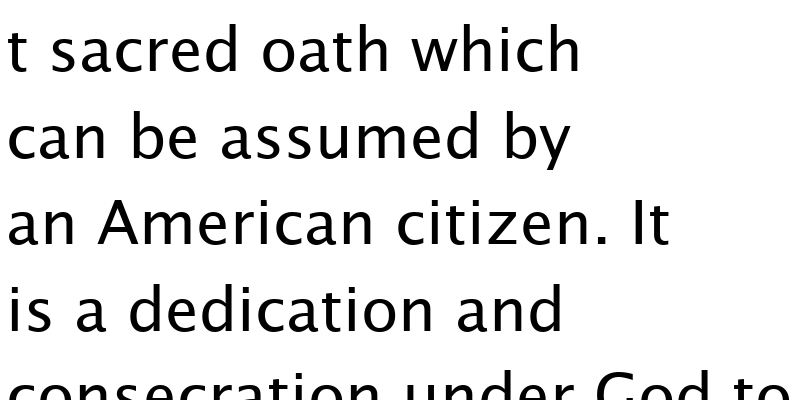 t sacred oath which
can be assumed by
an American citizen. It
is a dedication and
consecration under God to